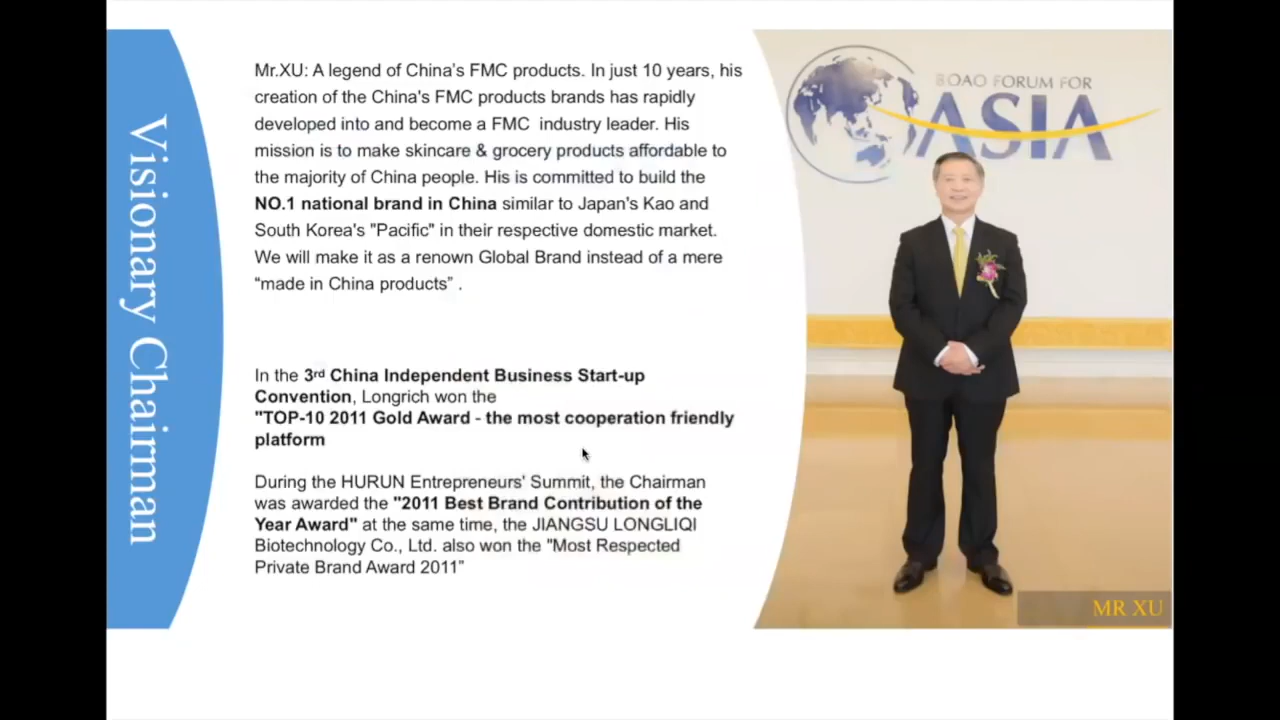 Visionary Chairman
Mr.XU: A legend of China's FMC products. In just 10 years, his
creation of the China's FMC products brands has rapidly
developed into and become a FMC industry leader. His
mission is to make skincare & grocery products affordable to
the majority of China people. His is committed to build the
NO.1 national brand in China similar to Japan's Kao and
South Korea's "Pacific" in their respective domestic market.
We will make it as a renown Global Brand instead of a mere
“made in China products” .
In the 3rd China Independent Business Start-up
Convention, Longrich won the
"TOP-10 2011 Gold Award - the most cooperation friendly
platform
During the HURUN Entrepreneurs' Summit, the Chairman
was awarded the "2011 Best Brand Contribution of the
Year Award" at the same time, the JIANGSU LONGLIQI
Biotechnology Co., Ltd. also won the "Most Respected
Private Brand Award 2011”
BOAO FORUM FOR
ASIA
MR XU